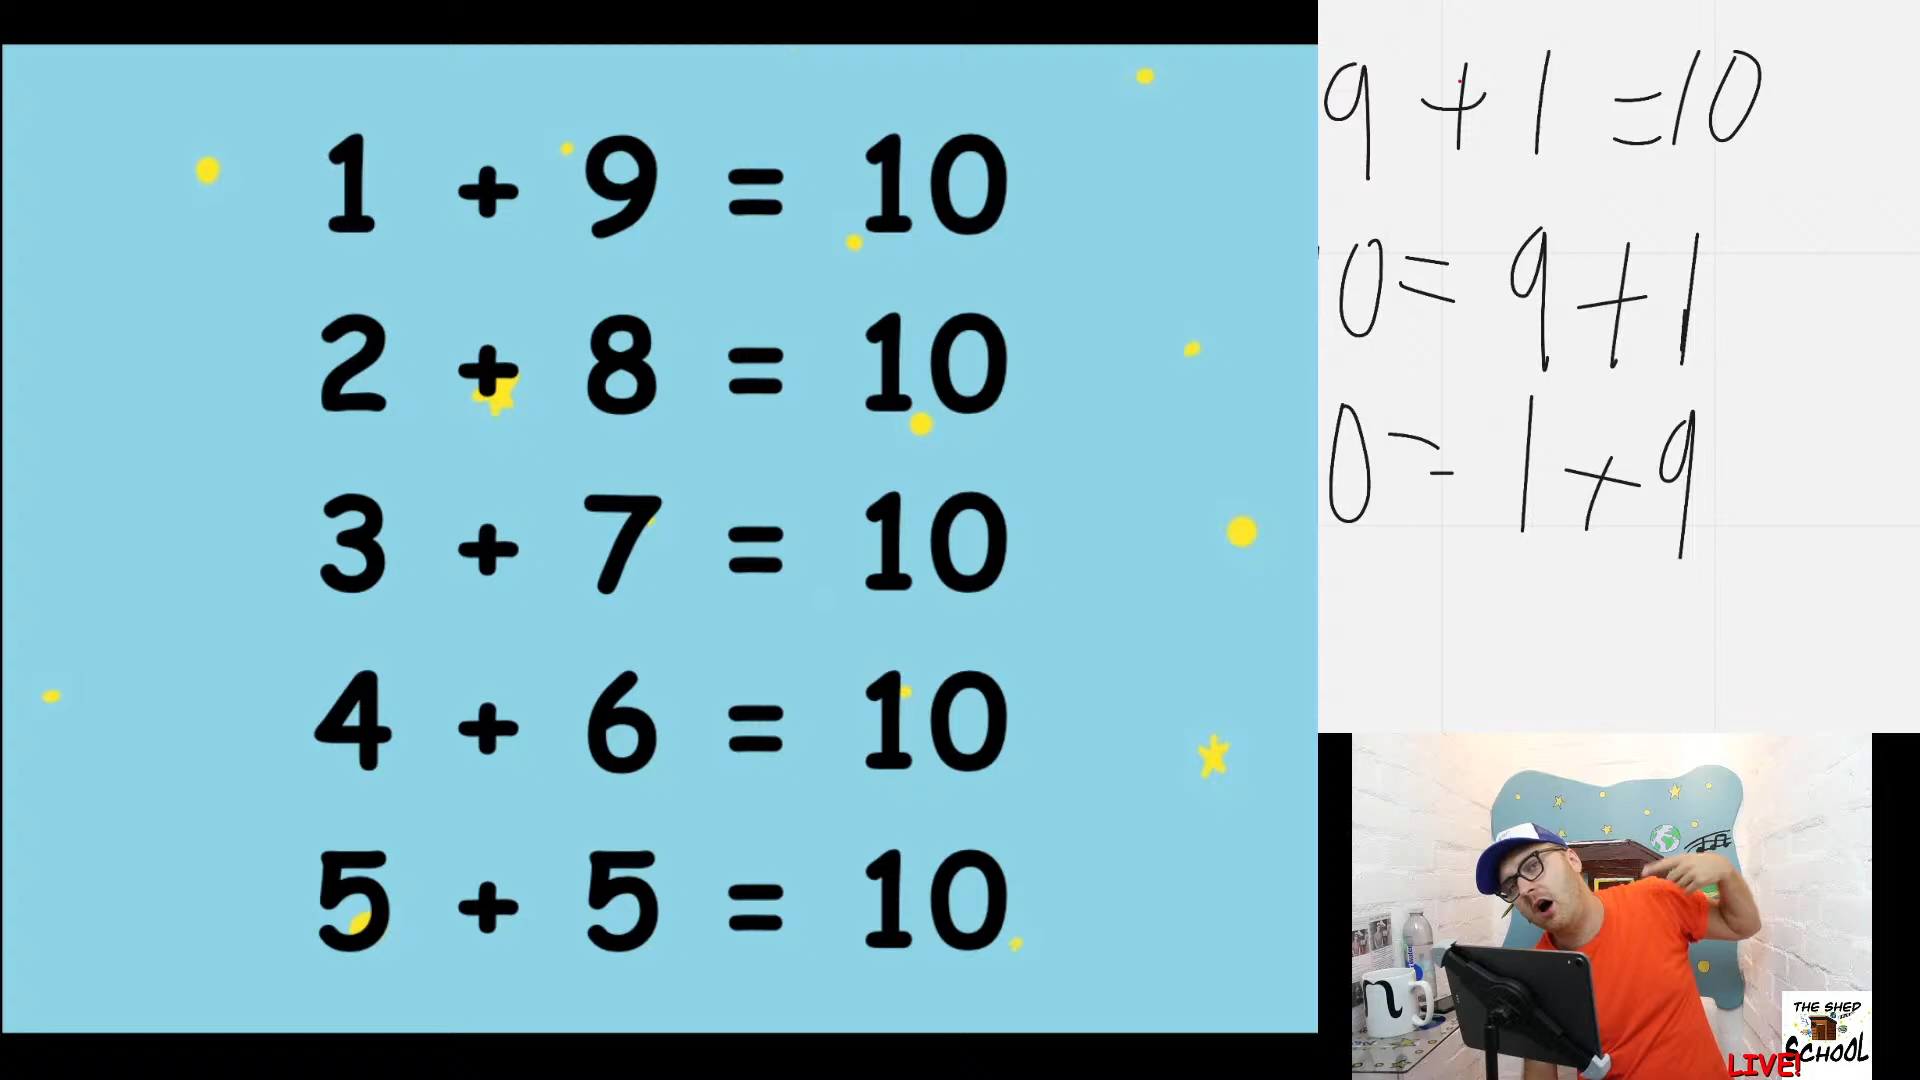 1 + 9 = 10
2 + 8 = 10
3 + 7 = 10
4 + 6 = 10
5 + 5 = 10
9 + 1 = 10
0 = 9 + 1
0 = 1 + 9
THE SHED
SCHOOL
LIVE!